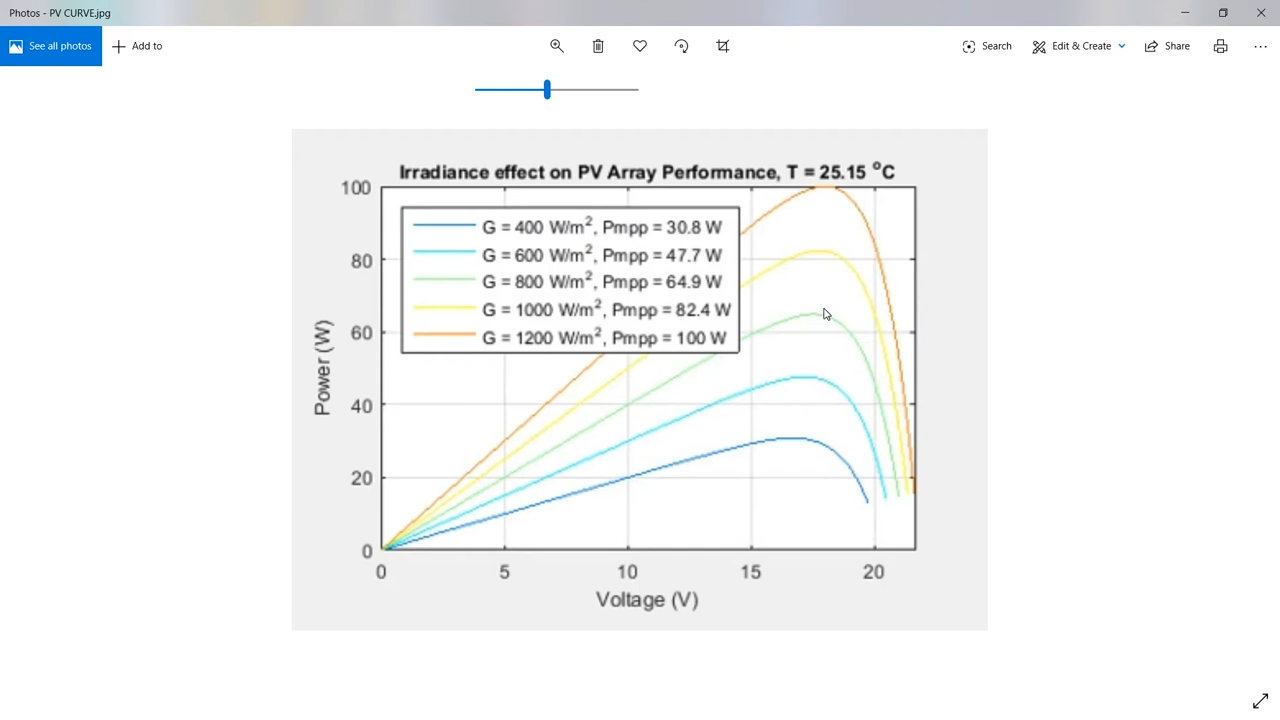 Photos - PV CURVE.jpg
See all photos
Add to
Search
Edit & Create
Share
Irradiance effect on PV Array Performance, T = 25.15 °C
100
80
60
40
20
0
Power (W)
G = 400 W/m², Pmpp = 30.8 W
G = 600 W/m², Pmpp = 47.7 W
G = 800 W/m², Pmpp = 64.9 W
G = 1000 W/m², Pmpp = 82.4 W
G = 1200 W/m², Pmpp = 100 W
0 5 10 15 20
Voltage (V)